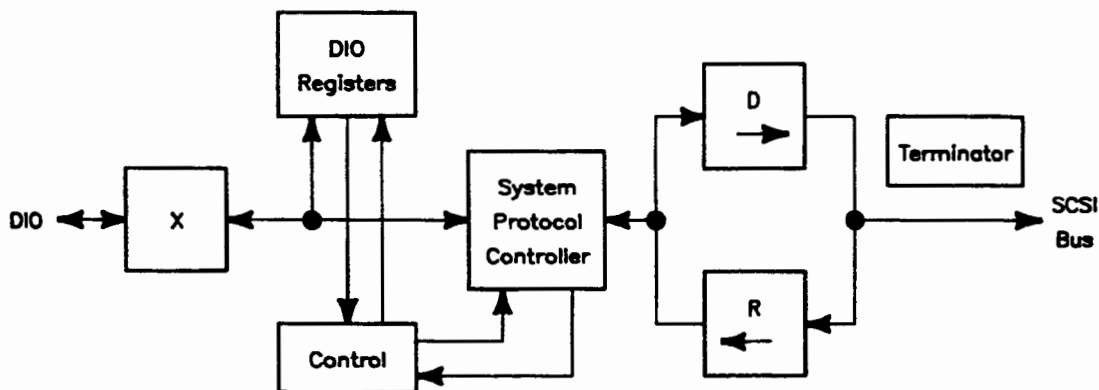 DIO
Registers
D
Terminator
System
Protocol
Controller
DIO
X
SCSI
Bus
R
Control